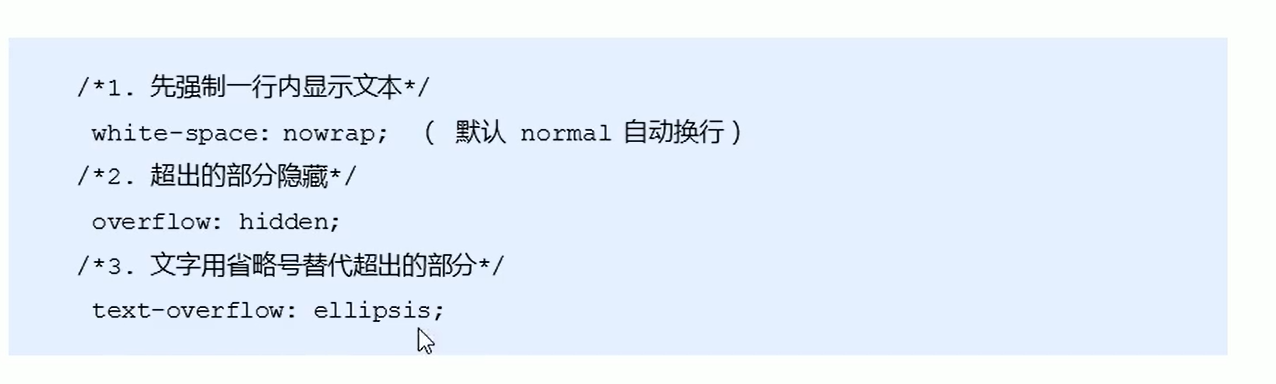 /*1. 先强制一行内显示文本*/
white-space: nowrap; （ 默认 normal 自动换行）
/*2. 超出的部分隐藏*/
overflow: hidden;
/*3. 文字用省略号替代超出的部分*/
text-overflow: ellipsis;